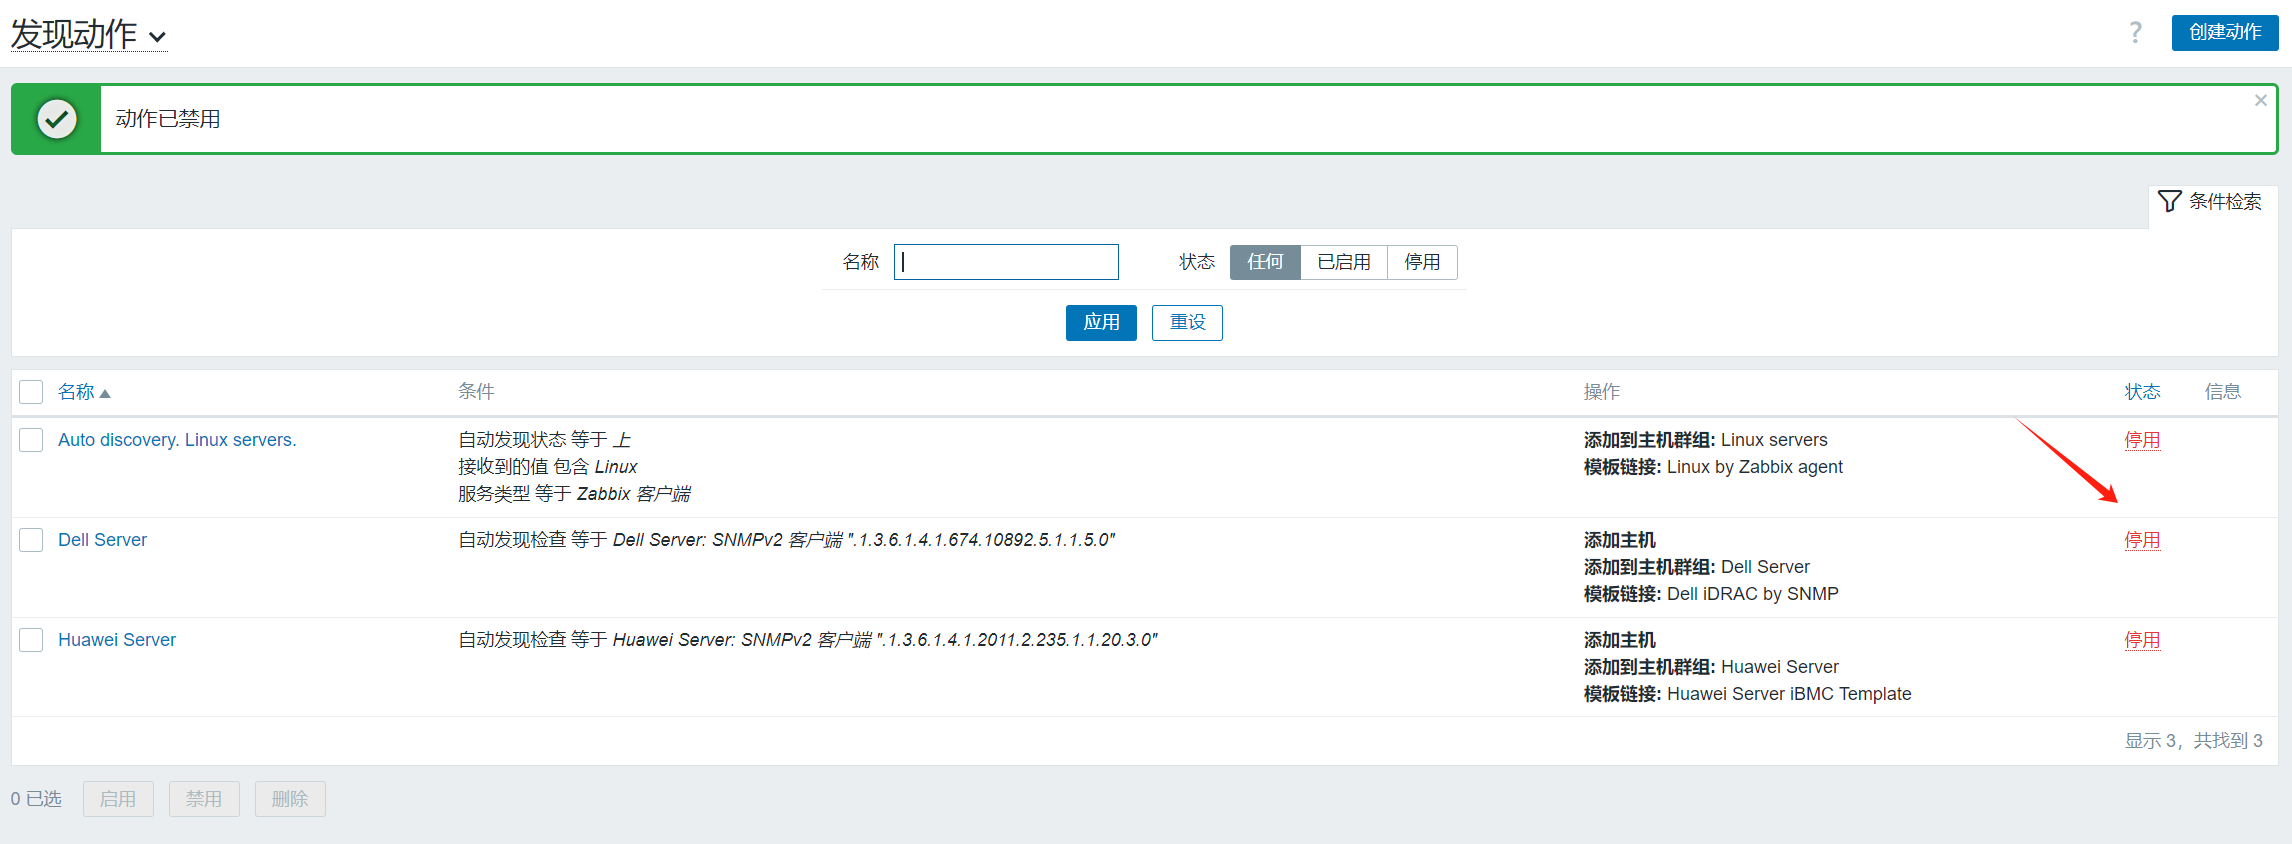 发现动作
?
创建动作
动作已禁用
条件检索
名称 状态 任何 已启用 停用
应用 重设
名称 条件 操作 状态 信息
Auto discovery. Linux servers. 自动发现状态 等于 上 添加到主机群组: Linux servers 停用
接收到的值 包含 Linux 模板链接: Linux by Zabbix agent
服务类型 等于 Zabbix 客户端
Dell Server 自动发现检查 等于 Dell Server: SNMPv2 客户端 ".1.3.6.1.4.1.674.10892.5.1.1.5.0" 添加主机 停用
添加到主机群组: Dell Server
模板链接: Dell iDRAC by SNMP
Huawei Server 自动发现检查 等于 Huawei Server: SNMPv2 客户端 ".1.3.6.1.4.1.2011.2.235.1.1.20.3.0" 添加主机 停用
添加到主机群组: Huawei Server
模板链接: Huawei Server iBMC Template
显示 3，共找到 3
0 已选 启用 禁用 删除